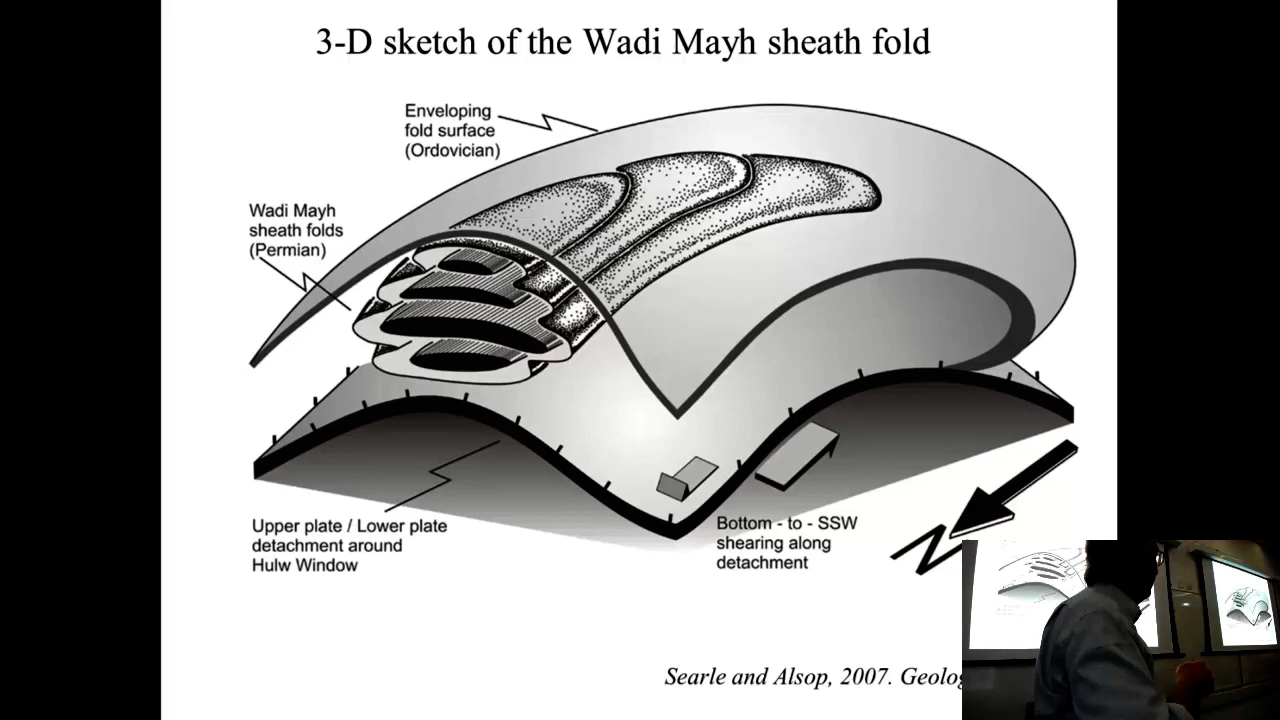 3-D sketch of the Wadi Mayh sheath fold
Enveloping
fold surface
(Ordovician)
Wadi Mayh
sheath folds
(Permian)
Upper plate / Lower plate
detachment around
Hulw Window
Bottom - to - SSW
shearing along
detachment
N
Searle and Alsop, 2007.